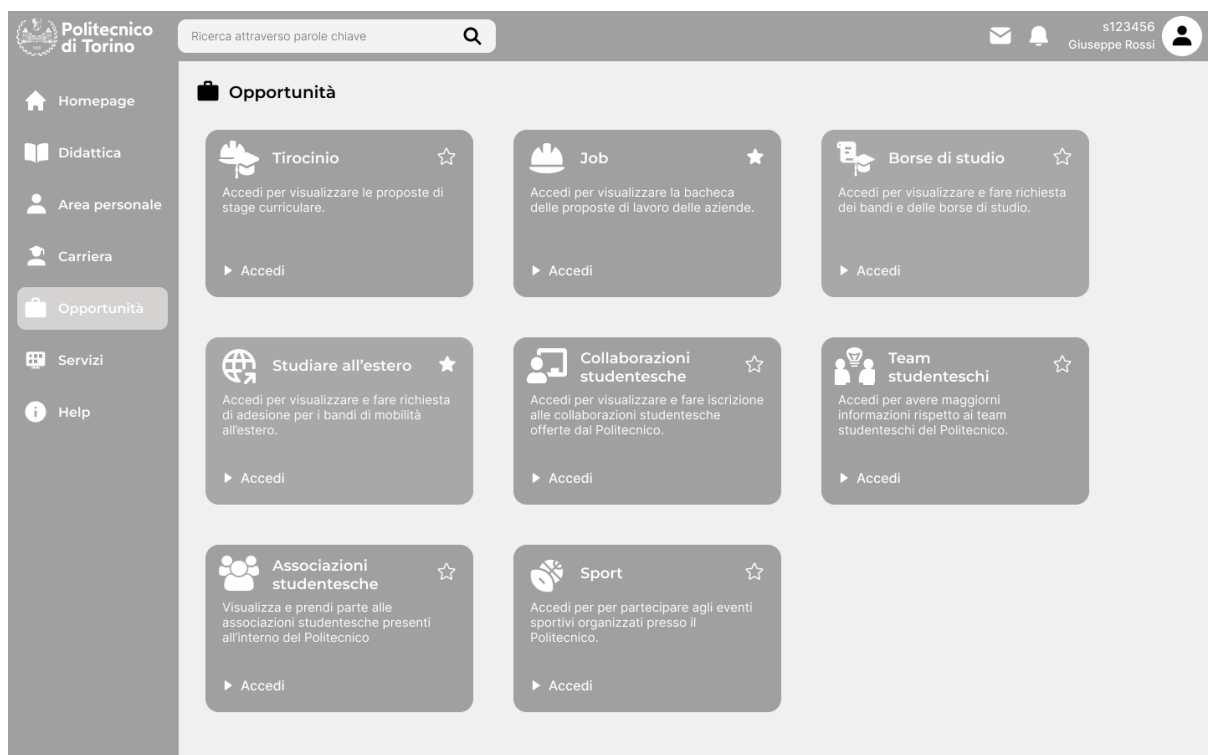 Politecnico
di Torino
Ricerca attraverso parole chiave
s123456
Giuseppe Rossi
Homepage
Didattica
Area personale
Carriera
Opportunità
Servizi
Help
Opportunità
Tirocinio
Accedi per visualizzare le proposte di
stage curriculare.
Accedi
Job
Accedi per visualizzare la bacheca
delle proposte di lavoro delle aziende.
Accedi
Borse di studio
Accedi per visualizzare e fare richiesta
dei bandi e delle borse di studio.
Accedi
Studiare all'estero
Accedi per visualizzare e fare richiesta
di adesione per i bandi di mobilità
all'estero.
Accedi
Collaborazioni
studentesche
Accedi per visualizzare e fare iscrizione
alle collaborazioni studentesche
offerte dal Politecnico.
Accedi
Team
studenteschi
Accedi per avere maggiorni
informazioni rispetto ai team
studenteschi del Politecnico.
Accedi
Associazioni
studentesche
Visualizza e prendi parte alle
associazioni studentesche presenti
all'interno del Politecnico
Accedi
Sport
Accedi per per partecipare agli eventi
sportivi organizzati presso il
Politecnico.
Accedi